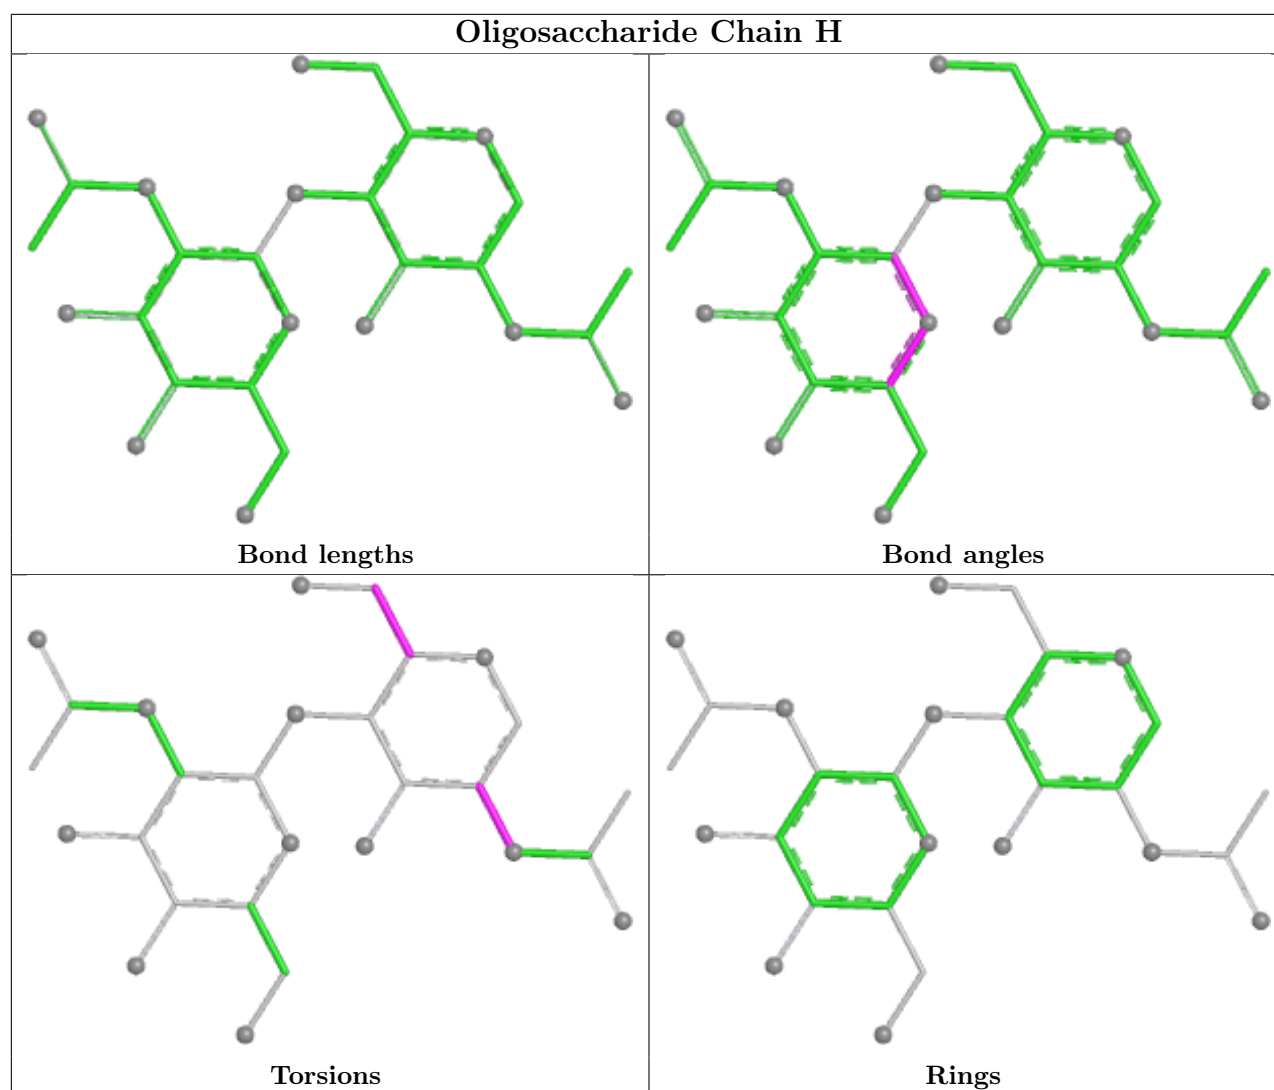 Oligosaccharide Chain H
Bond lengths
Bond angles
Torsions
Rings